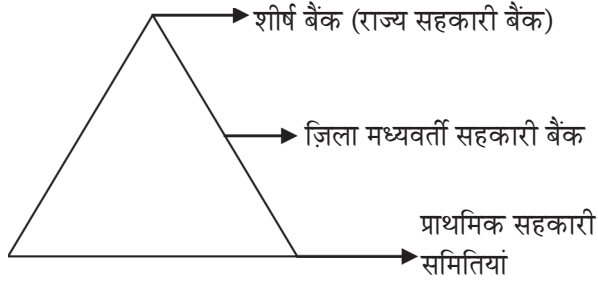 शीर्ष बैंक (राज्य सहकारी बैंक)
ज़िला मध्यवर्ती सहकारी बैंक
प्राथमिक सहकारी
समितियां